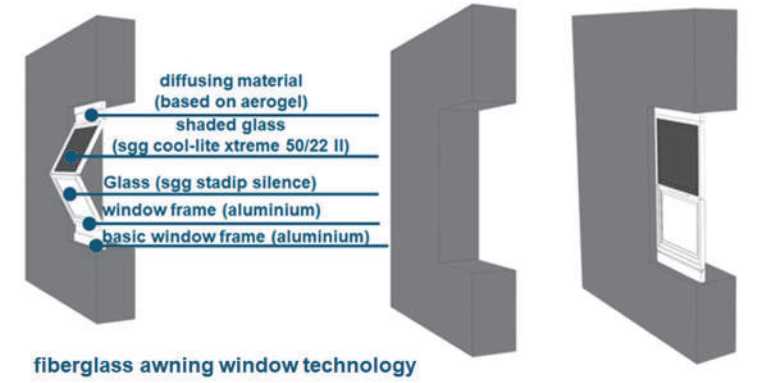 diffusing material
(based on aerogel)
shaded glass
(sgg cool-lite xtreme 50/22 II)
Glass (sgg stadip silence)
window frame (aluminium)
basic window frame (aluminium)
fiberglass awning window technology